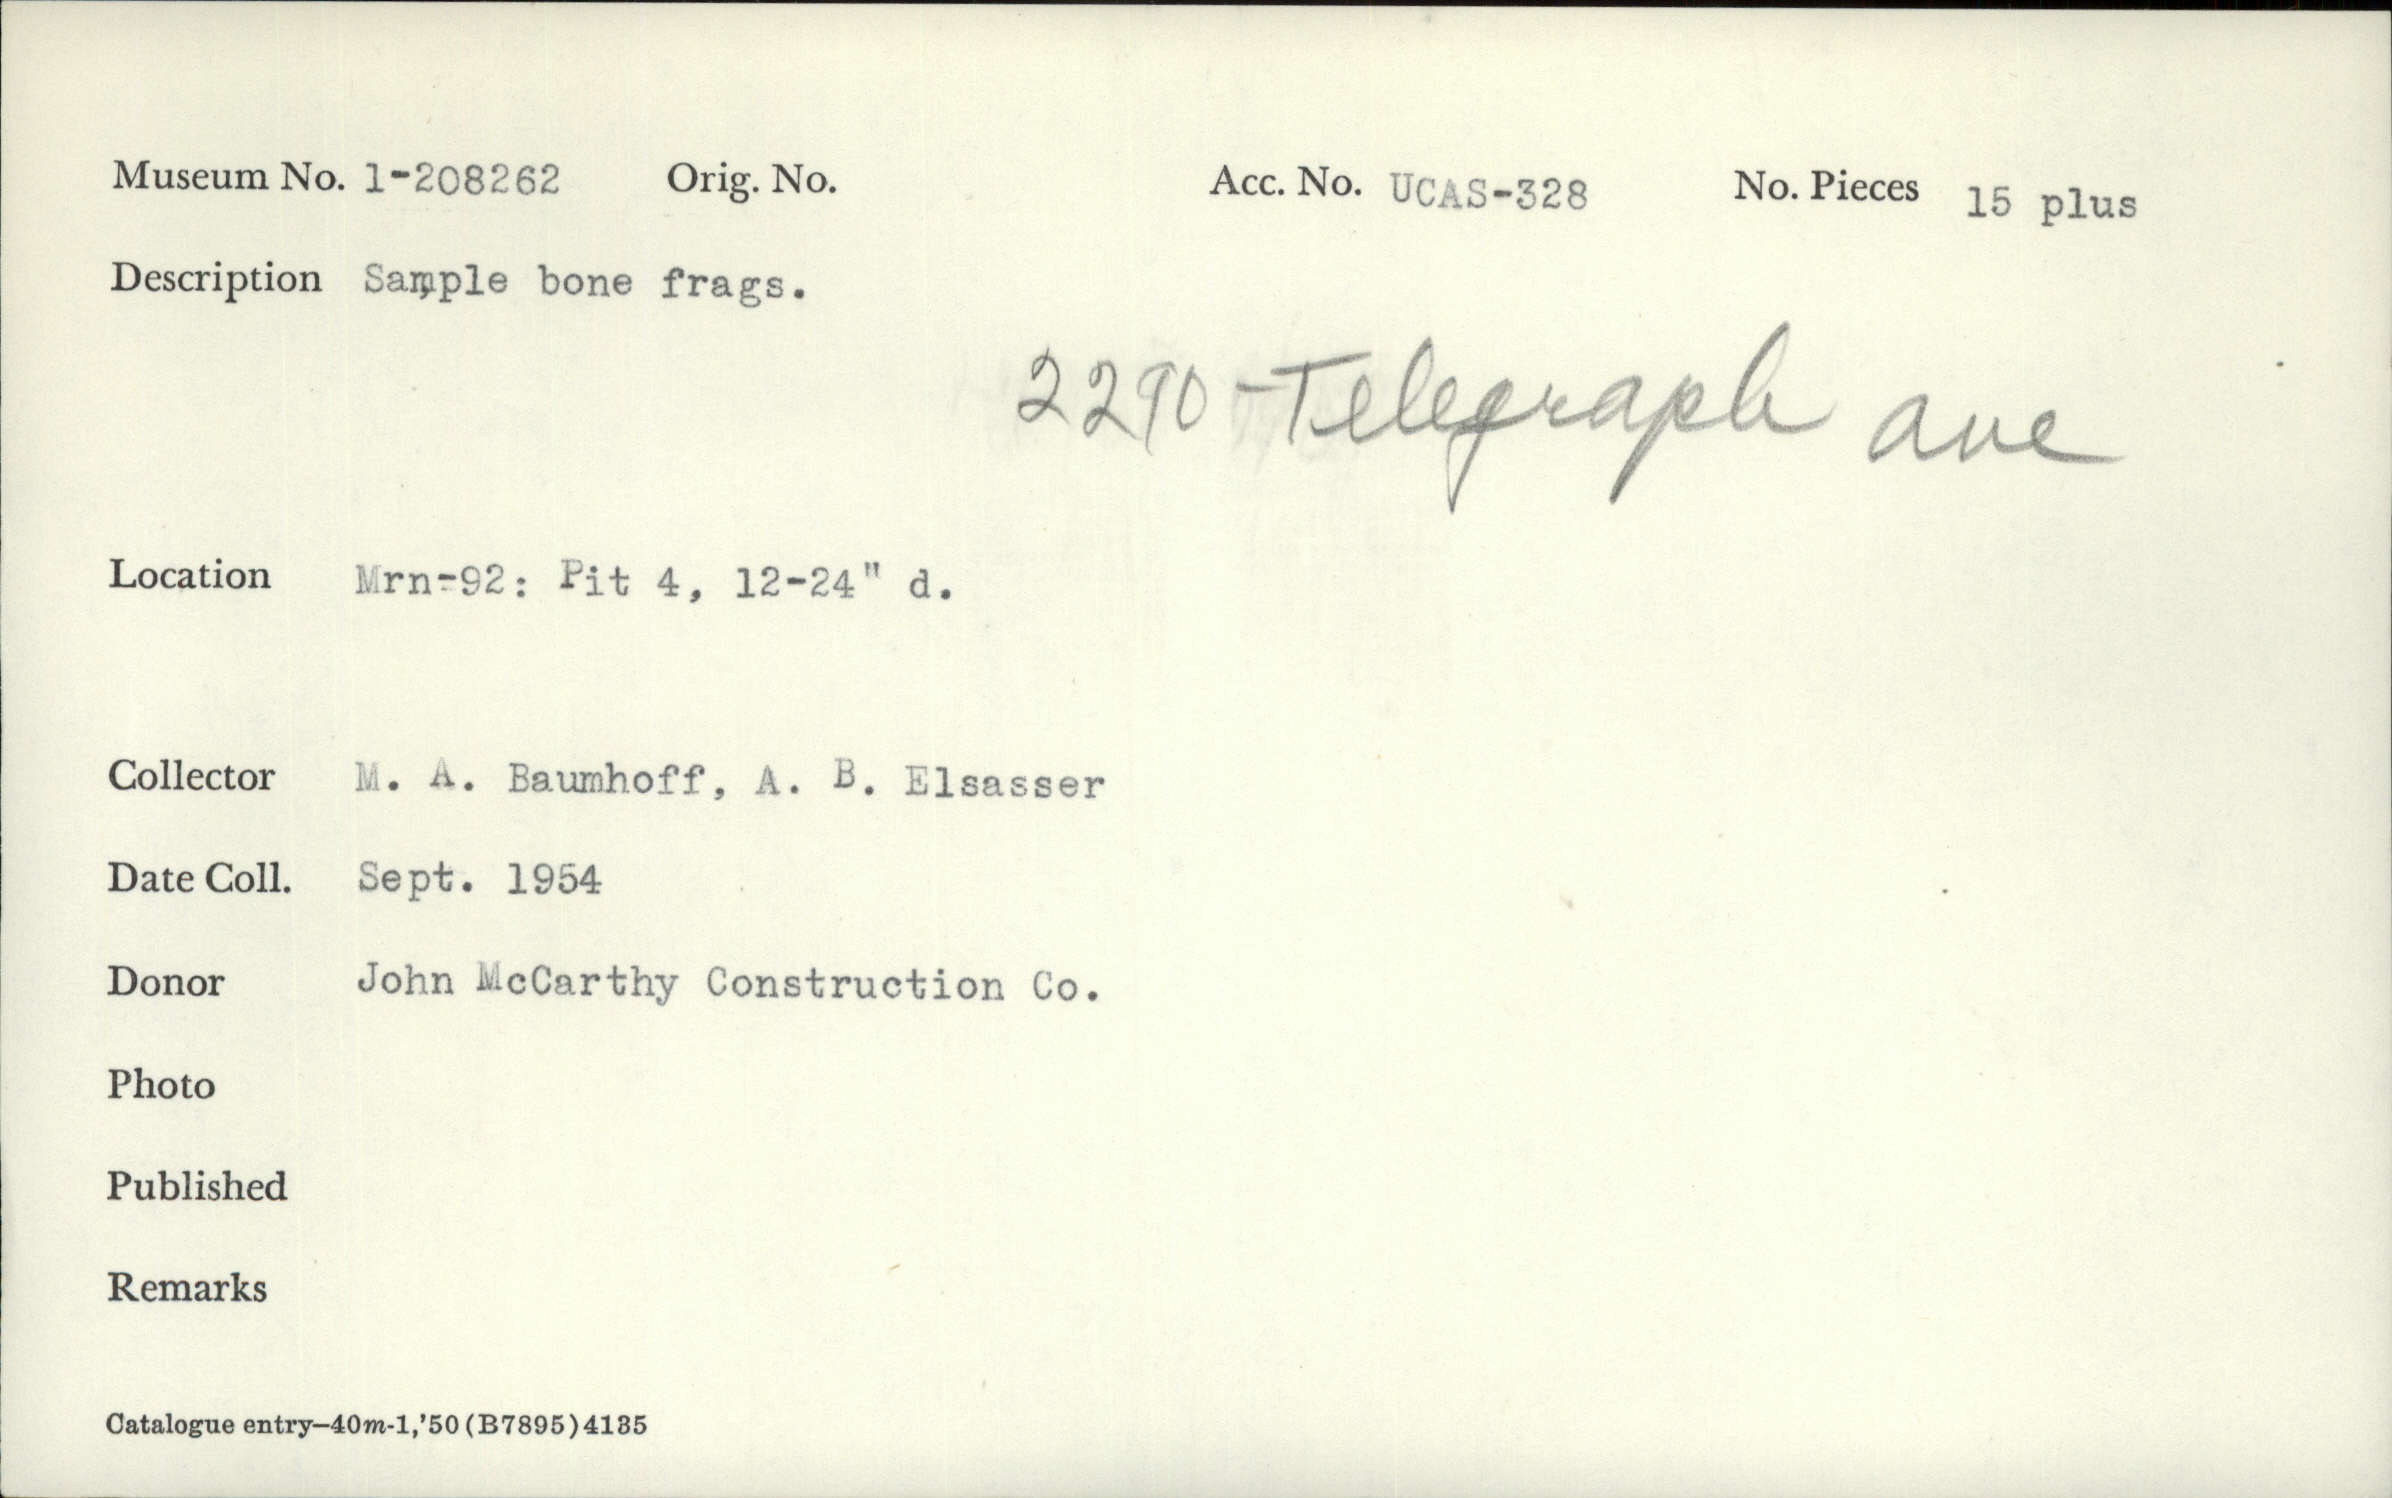 Museum No. 1-208262 Orig. No. Acc. No. UCAS-328 No. Pieces 15 plus
Description Sample bone frags.
2290-Telegraph Ave
Location Mrn-92: Pit 4, 12-24" d.
Collector M. A. Baumhoff, A. B. Elsasser
Date Coll. Sept. 1954
Donor John McCarthy Construction Co.
Photo
Published
Remarks
Catalogue entry—40m-1,'50(B7895)4135